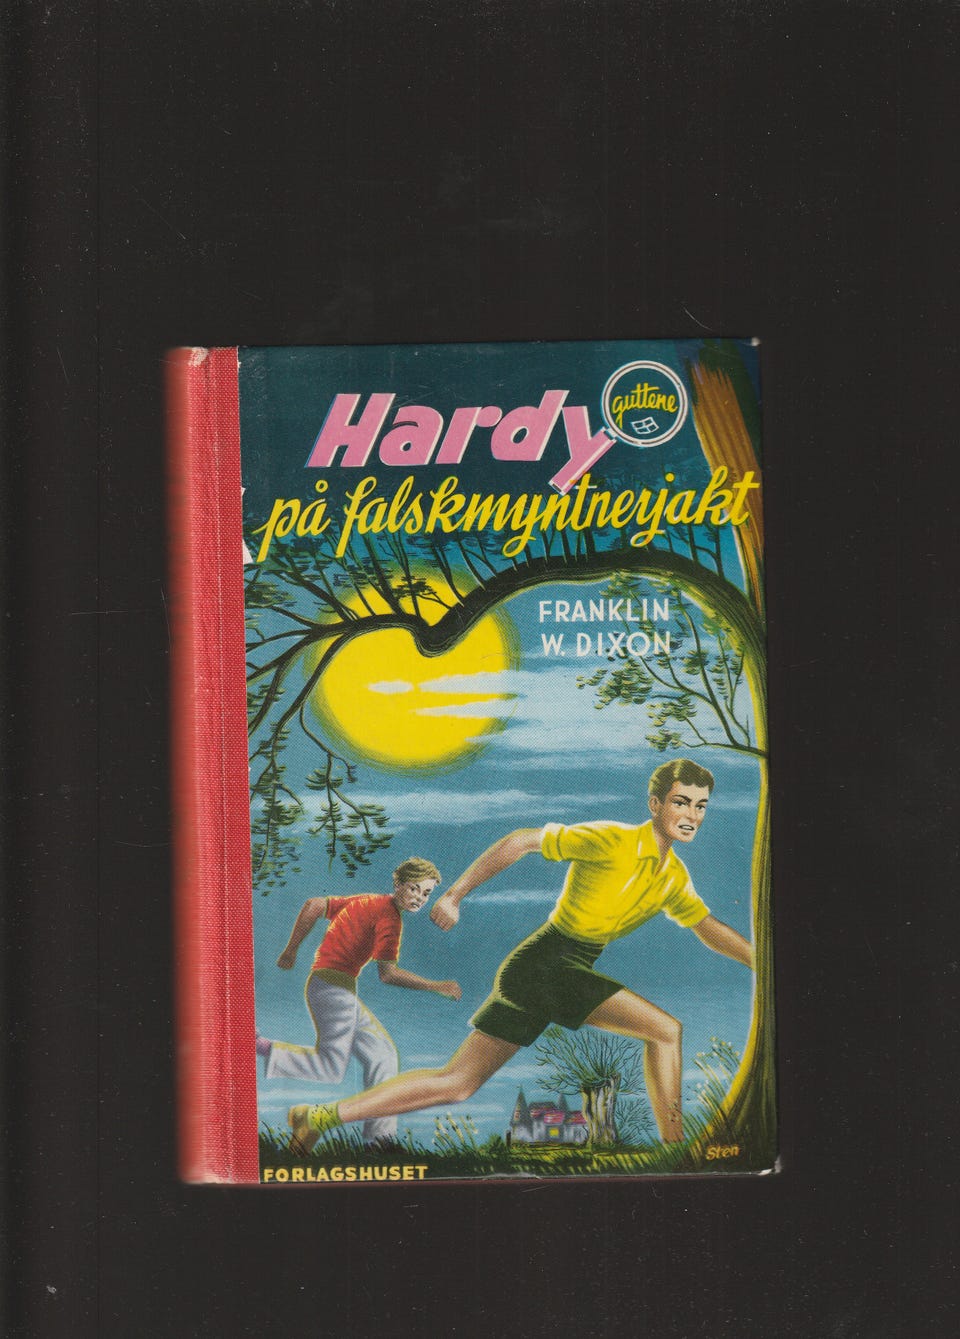 Hardy
guttene
på falskmyntnerjakt
FRANKLIN
W. DIXON
Sten
FORLAGSHUSET